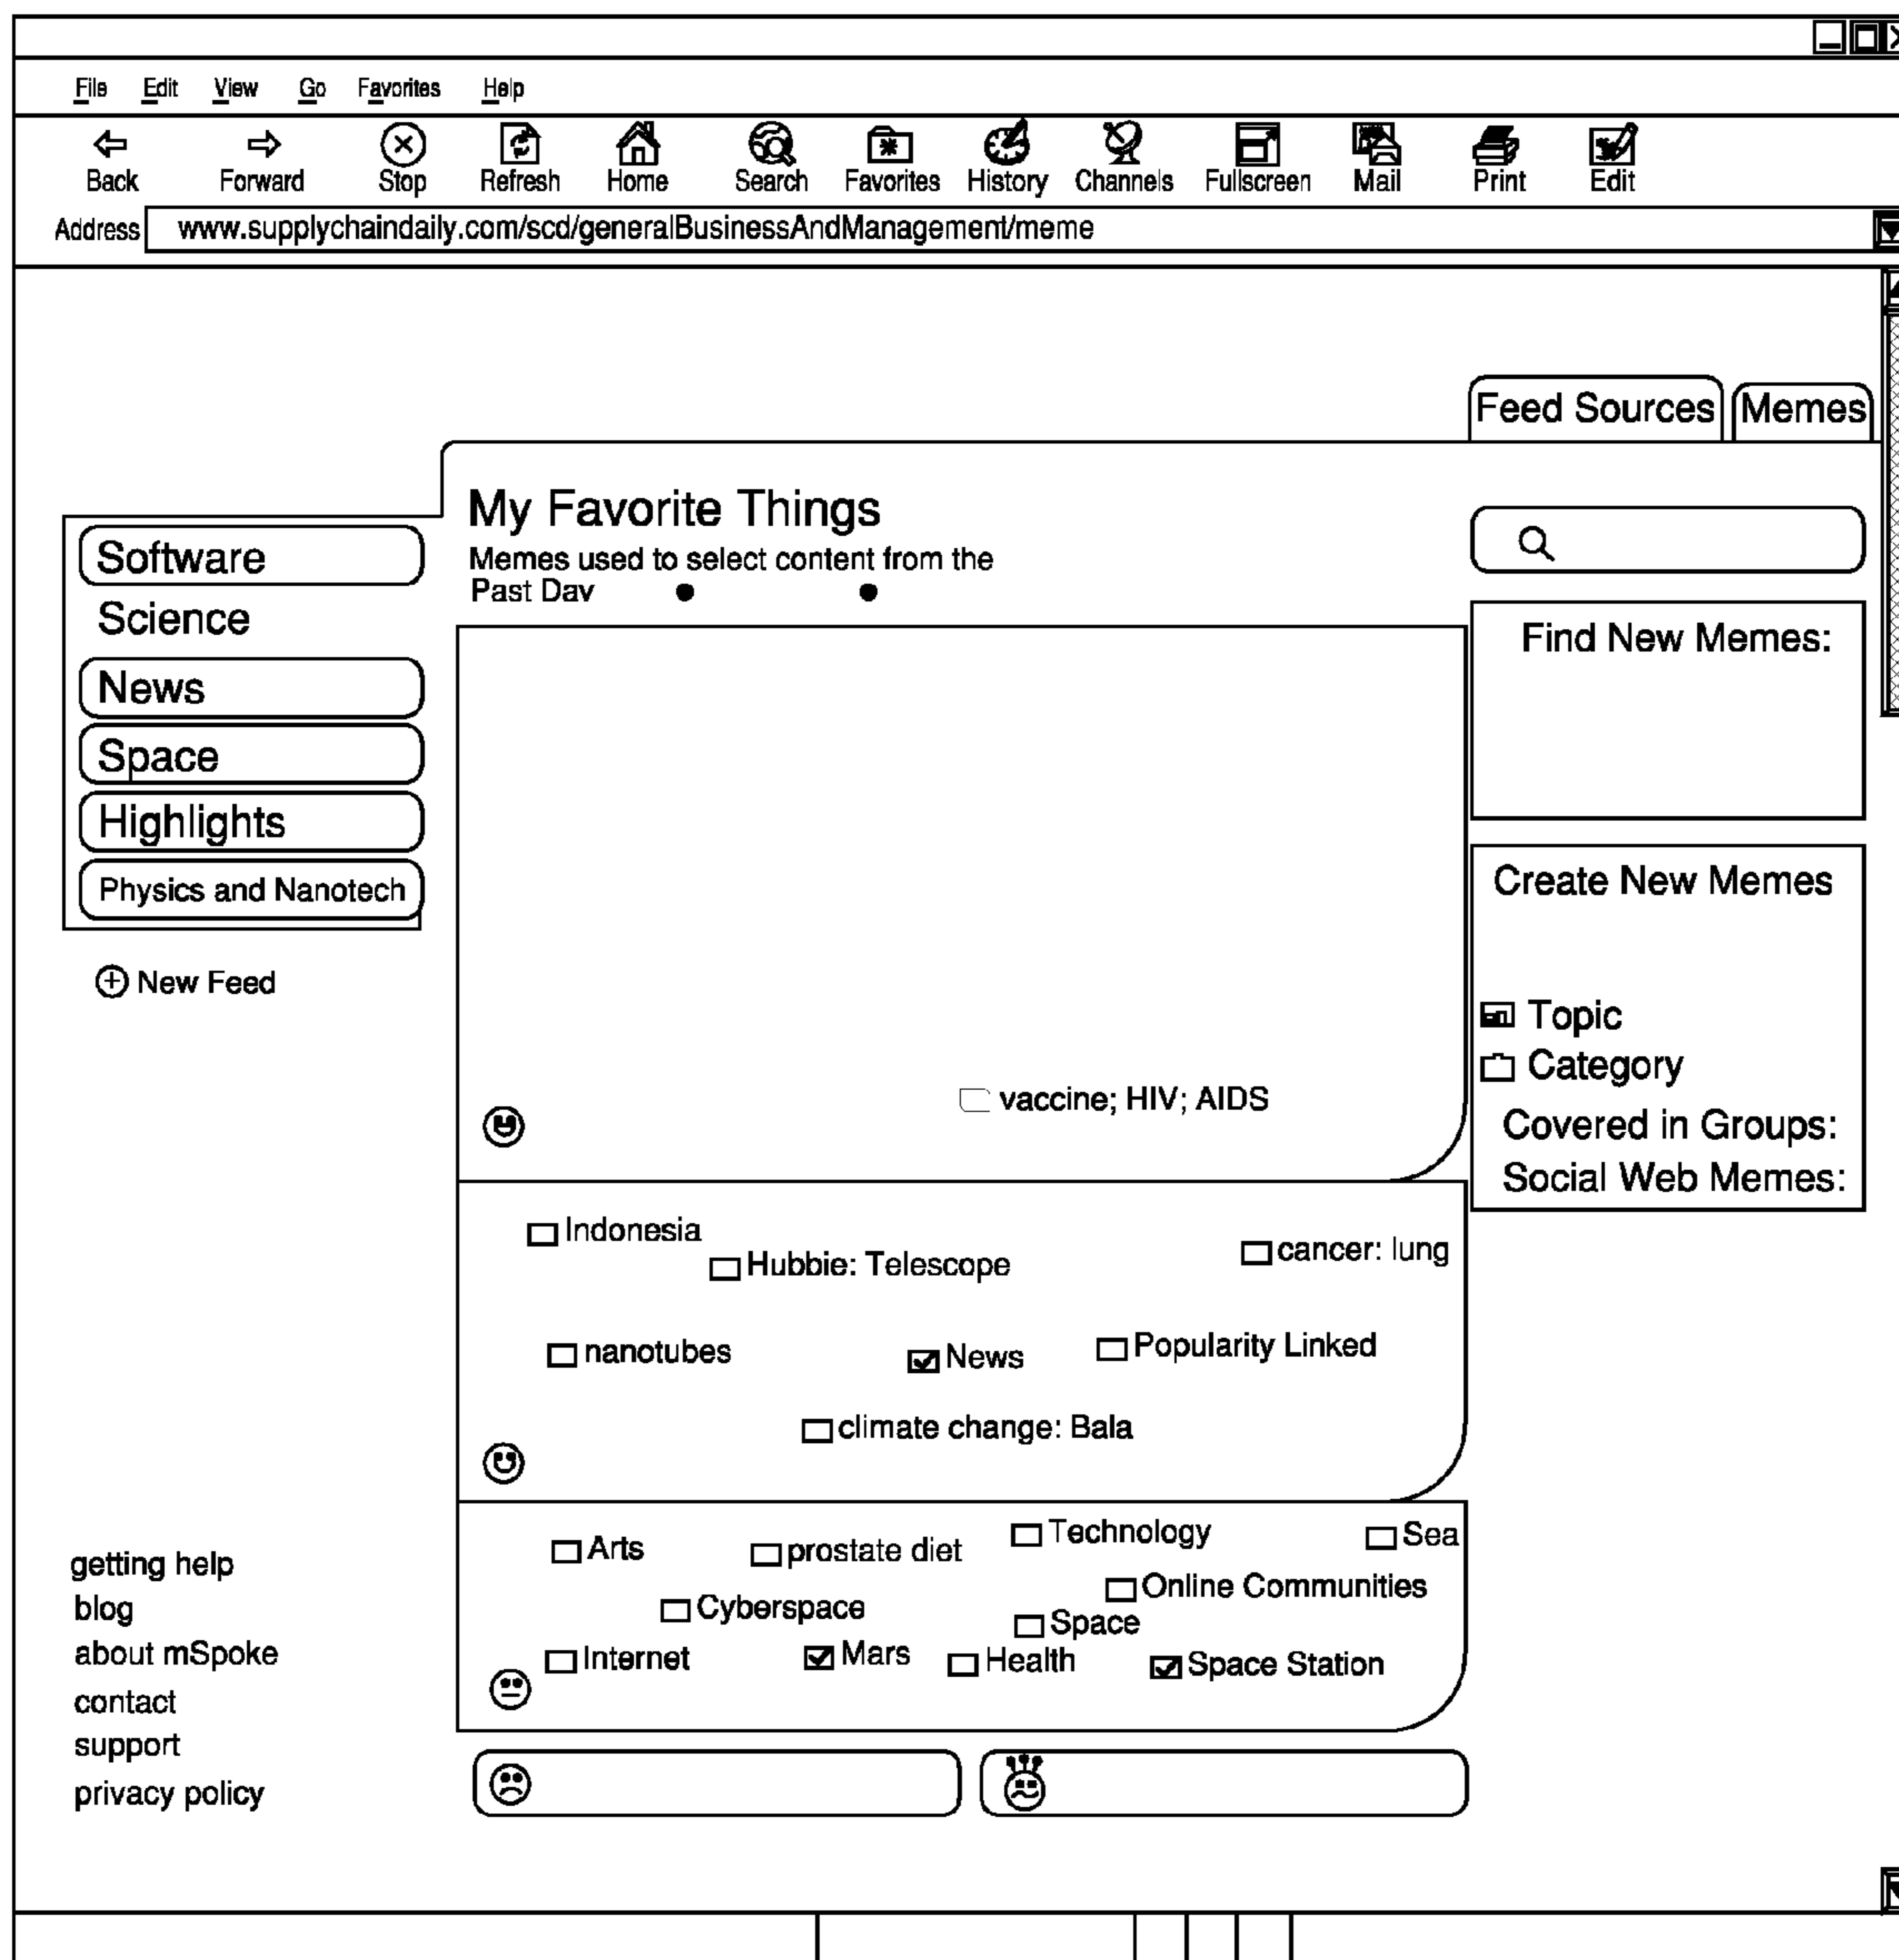 File Edit View Go Favorites Help
Back Forward Stop Refresh Home Search Favorites History Channels Fullscreen Mail Print Edit
Address www.supplychaindaily.com/scd/generalBusinessAndManagement/meme
Feed Sources Memes
My Favorite Things
Memes used to select content from the
Past Dav
Software
Science
News
Space
Highlights
Physics and Nanotech
New Feed
getting help
blog
about mSpoke
contact
support
privacy policy
vaccine; HIV; AIDS
Indonesia
Hubbie: Telescope
cancer: lung
nanotubes
News
Popularity Linked
climate change: Bala
Arts
prostate diet
Technology
Sea
Online Communities
Cyberspace
Space
Internet
Mars
Health
Space Station
Find New Memes:
Create New Memes
Topic
Category
Covered in Groups:
Social Web Memes: